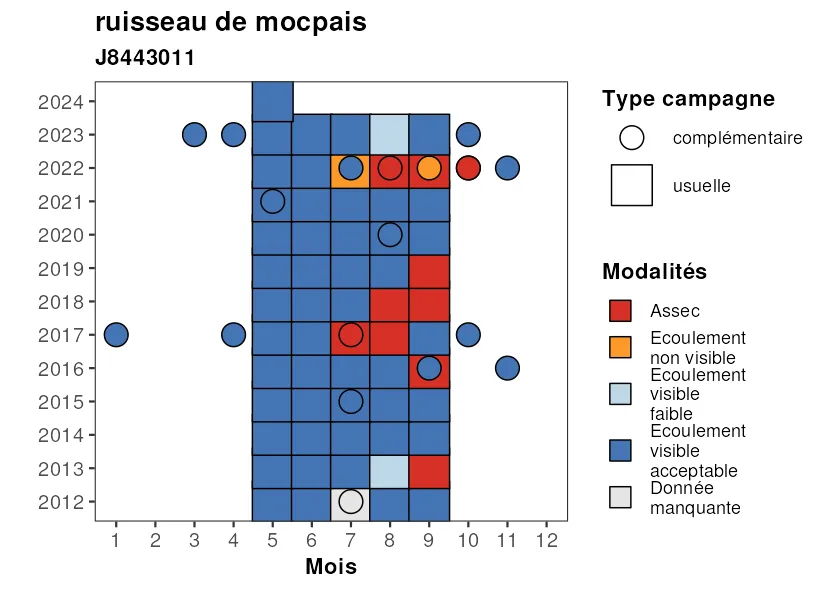 ruisseau de mocpais
J8443011
2024
2023
2022
2021
2020
2019
2018
2017
2016
2015
2014
2013
2012
1 2 3 4 5 6 7 8 9 10 11 12
Mois
Type campagne
complémentaire
usuelle
Modalités
Assec
Ecoulement
non visible
Ecoulement
visible
faible
Ecoulement
visible
acceptable
Donnée
manquante